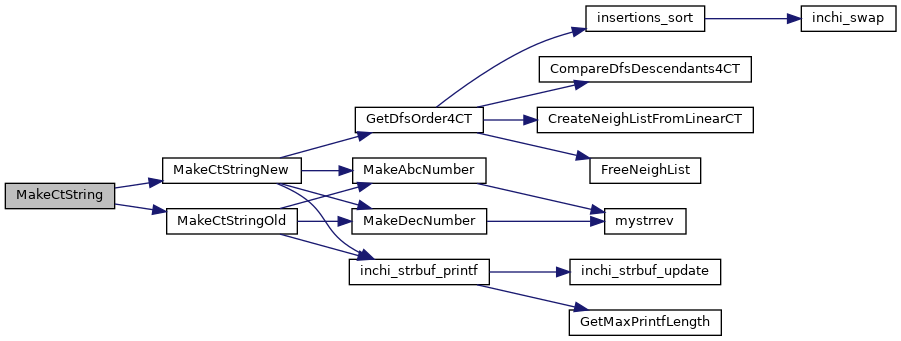 MakeCtString
MakeCtStringNew
MakeCtStringOld
GetDfsOrder4CT
MakeAbcNumber
MakeDecNumber
inchi_strbuf_printf
insertions_sort
CompareDfsDescendants4CT
CreateNeighListFromLinearCT
FreeNeighList
mystrrev
inchi_strbuf_update
GetMaxPrintfLength
inchi_swap